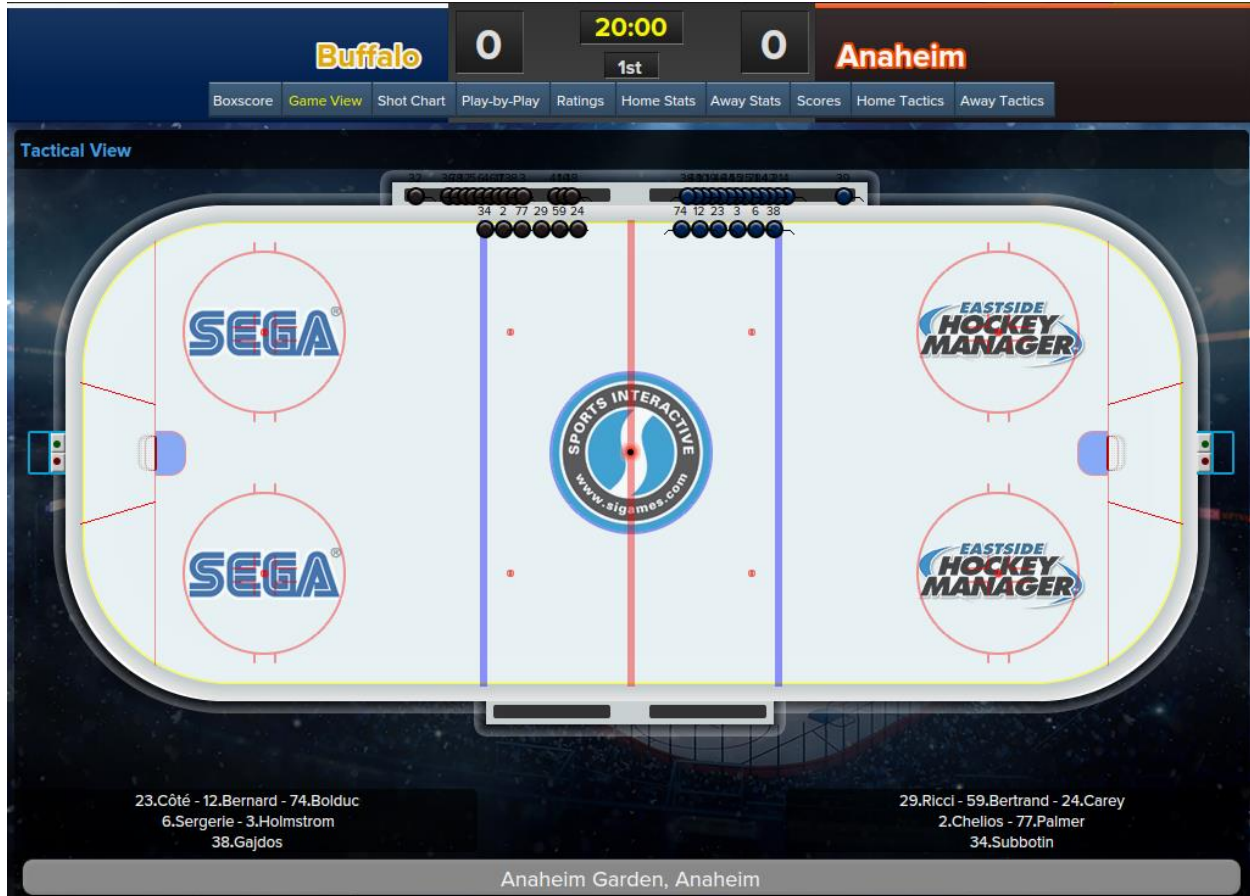 Buffalo 0 20:00 0 Anaheim
1st
Boxscore Game View Shot Chart Play-by-Play Ratings Home Stats Away Stats Scores Home Tactics Away Tactics
Tactical View
32 39
34 2 77 29 59 24 74 12 23 3 6 38
SEGA® EASTSIDE HOCKEY MANAGER
SPORTS INTERACTIVE
www.sigames.com
SEGA® EASTSIDE HOCKEY MANAGER
23.Côté - 12.Bernard - 74.Bolduc
6.Sergerie - 3.Holmstrom
38.Gajdos
29.Ricci - 59.Bertrand - 24.Carey
2.Chelios - 77.Palmer
34.Subbotin
Anaheim Garden, Anaheim